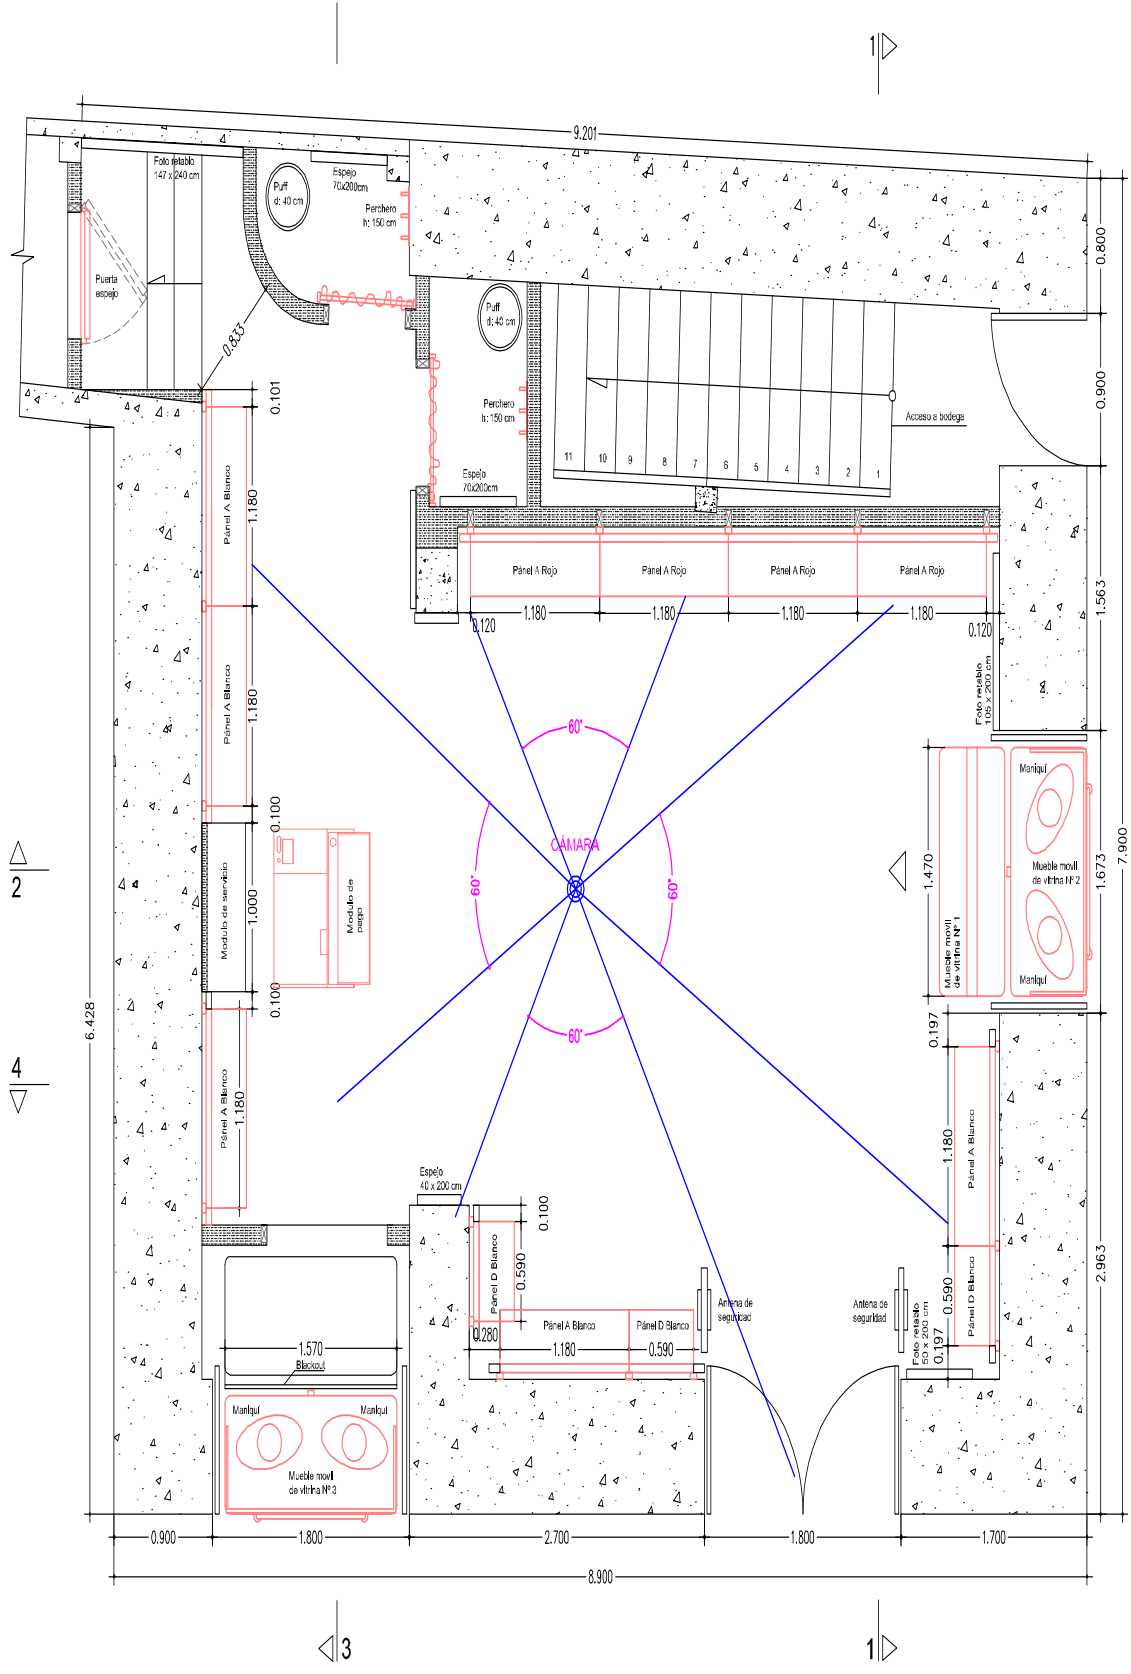 1
9.201
Foto retablo
147 x 240 cm
Puff
d: 40 cm
Espejo
70x200cm
Perchero
h: 150 cm
0.800
Puerta
espejo
0.833
Puff
d: 40 cm
0.900
0.101
Perchero
h: 150 cm
Acceso a bodega
11
10
9
8
7
6
5
4
3
2
1
Espejo
70x200cm
Pánel A Blanco
1.180
Pánel A Rojo
Pánel A Rojo
Pánel A Rojo
Pánel A Rojo
1.563
0.120
1.180
1.180
1.180
1.180
0.120
Pánel A Blanco
1.180
Foto retablo
105 x 200 cm
60°
0.100
CÁMARA
Maniquí
1.470
Mueble movil
de vitrina Nº 2
1.673
7.900
2
Modulo de servicio
1.000
Modulo de
pago
60°
60°
Mueble movil
de vitrina Nº 1
Maniquí
0.100
6.428
60°
0.197
4
Pánel A Blanco
1.180
1.180
Pánel A Blanco
Espejo
40 x 200 cm
0.100
Pánel D Blanco
0.590
0.590
Pánel D Blanco
2.963
Antena de
seguridad
Antena de
seguridad
0.280
Pánel A Blanco
Pánel D Blanco
1.180
0.590
Foto retablo
50 x 200 cm
0.197
1.570
Blackout
Maniquí
Maniquí
Mueble movil
de vitrina Nº 3
0.900
1.800
2.700
1.800
1.700
8.900
3
1